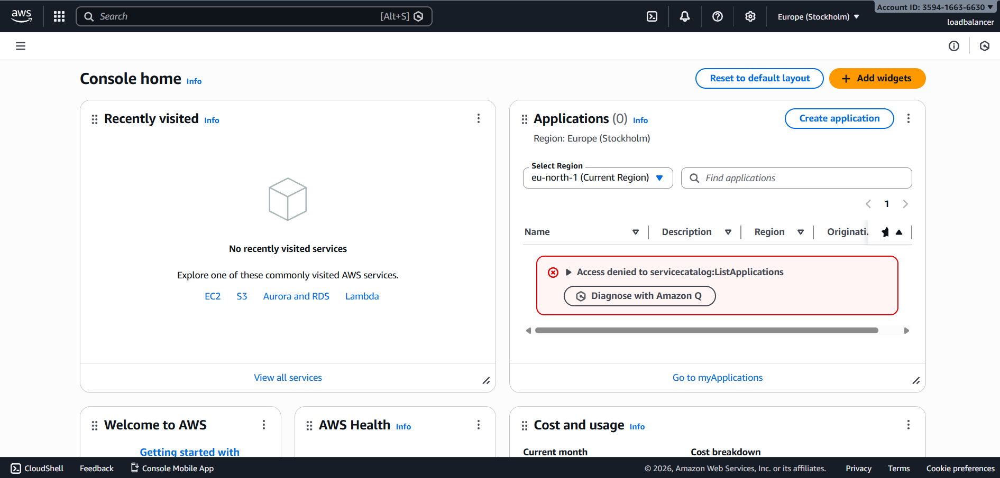 aws
Search [Alt+S]
Europe (Stockholm)
Account ID: 3594-1663-6630
loadbalancer
Console home Info
Reset to default layout
Add widgets
Recently visited Info
No recently visited services
Explore one of these commonly visited AWS services.
EC2 S3 Aurora and RDS Lambda
View all services
Applications (0) Info
Create application
Region: Europe (Stockholm)
Select Region
eu-north-1 (Current Region)
Find applications
1
Name Description Region Originati.
Access denied to servicecatalog:ListApplications
Diagnose with Amazon Q
Go to myApplications
Welcome to AWS
Getting started with
AWS Health Info
Cost and usage Info
Current month Cost breakdown
CloudShell Feedback Console Mobile App
© 2026, Amazon Web Services, Inc. or its affiliates. Privacy Terms Cookie preferences